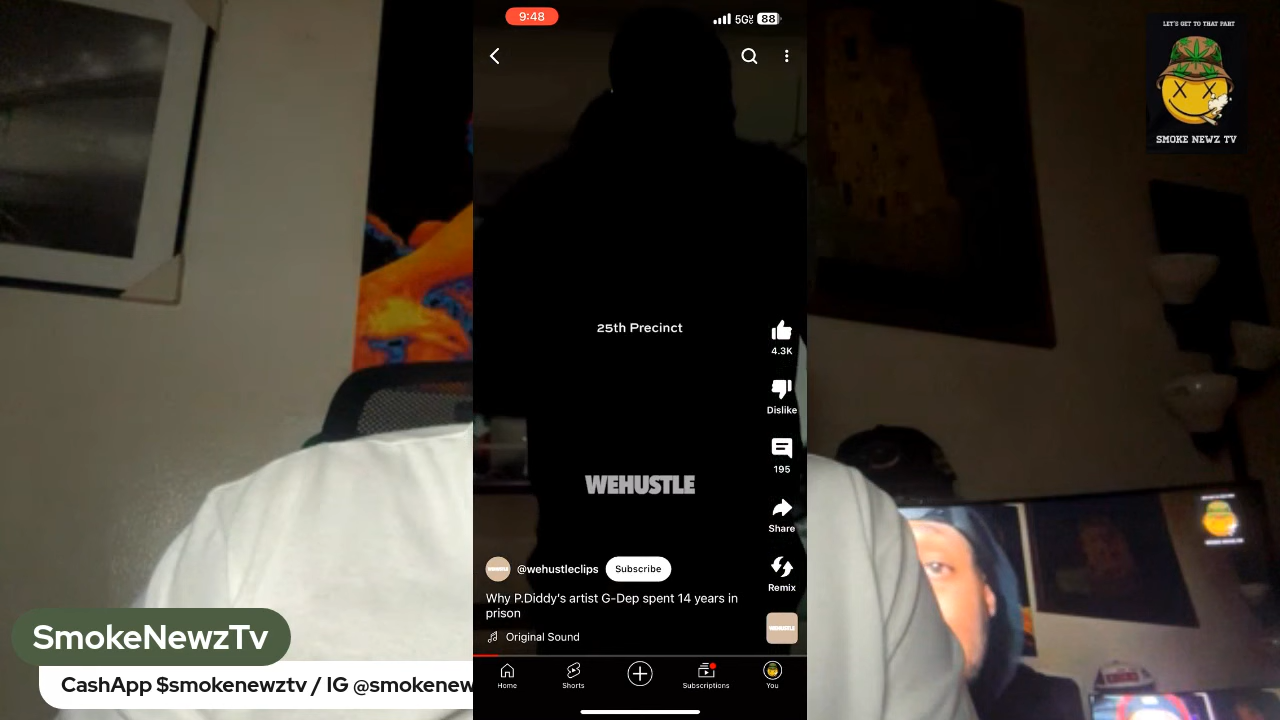 9:48
5G
88
LET'S GET TO THAT PART
SMOKE NEWZ TV
25th Precinct
4.3K
Dislike
WEHUSTLE
195
Share
@wehustleclips
Subscribe
Remix
Why P.Diddy's artist G-Dep spent 14 years in
prison
WEHUSTLE
Original Sound
SmokeNewzTv
CashApp $smokenewztv / IG @smokenew
Home
Shorts
Subscriptions
You